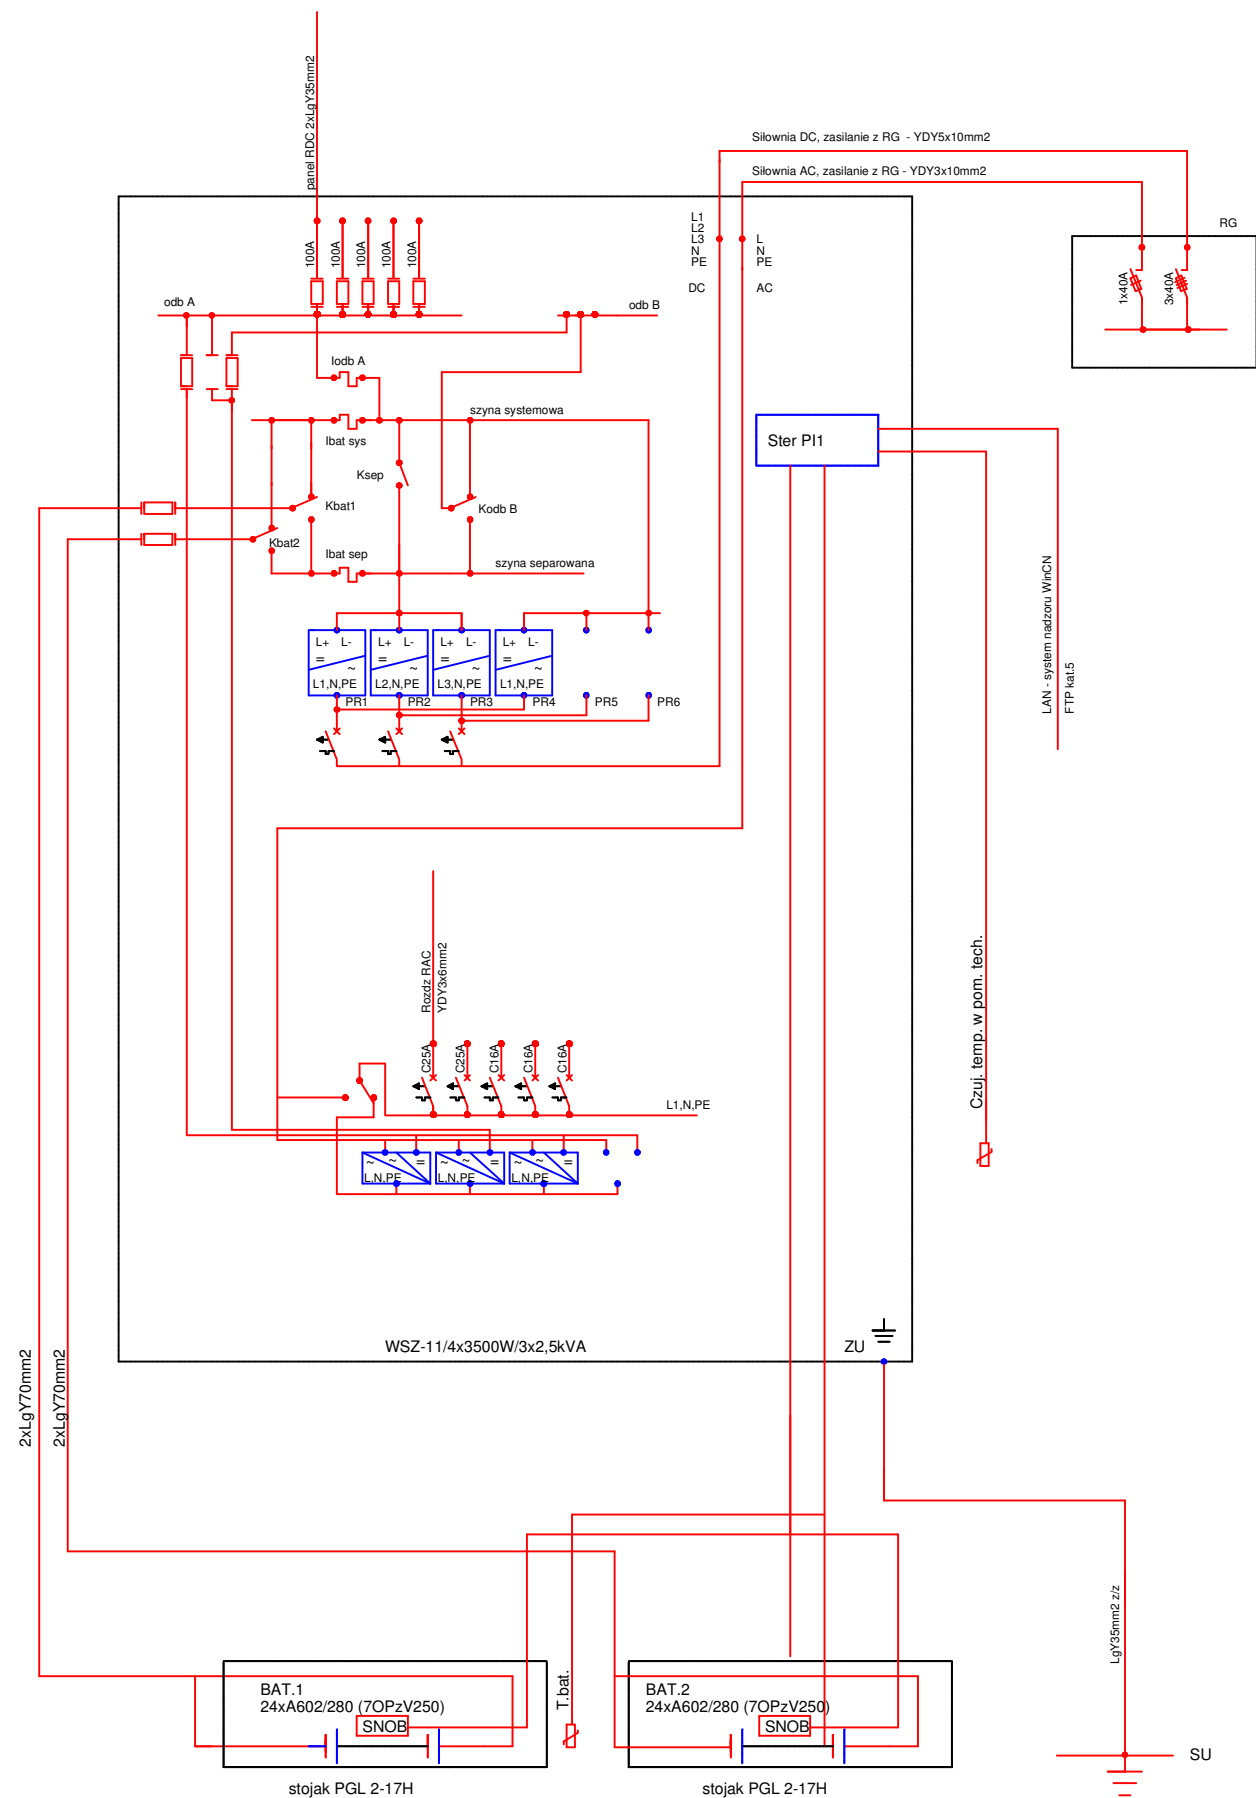 panel RDC 2xLgY35mm2
Siłownia DC, zasilanie z RG - YDY5x10mm2
Siłownia AC, zasilanie z RG - YDY3x10mm2
RG
1x40A
3x40A
L1
L2
L3
N
PE
DC
L
N
PE
AC
100A
100A
100A
100A
100A
odb A
odb B
Iodb A
szyna systemowa
Ibat sys
Ksep
Kbat1
Kodb B
Kbat2
Ibat sep
szyna separowana
Ster PI1
L+ L-
=
~
L1,N,PE
L+ L-
=
~
L2,N,PE
L+ L-
=
~
L3,N,PE
L+ L-
=
~
L1,N,PE
PR1
PR2
PR3
PR4
PR5
PR6
LAN - system nadzoru WinCN
FTP kat.5
Czuj. temp. w pom. tech.
Rozdz RAC
YDY3x6mm2
C25A
C25A
C16A
C16A
C16A
L1,N,PE
~ ~ =
L,N,PE
~ ~ =
L,N,PE
~ ~ =
L,N,PE
WSZ-11/4x3500W/3x2,5kVA
ZU
2xLgY70mm2
2xLgY70mm2
LgY35mm2 z/z
BAT.1
24xA602/280 (7OPzV250)
SNOB
T.bat.
BAT.2
24xA602/280 (7OPzV250)
SNOB
SU
stojak PGL 2-17H
stojak PGL 2-17H